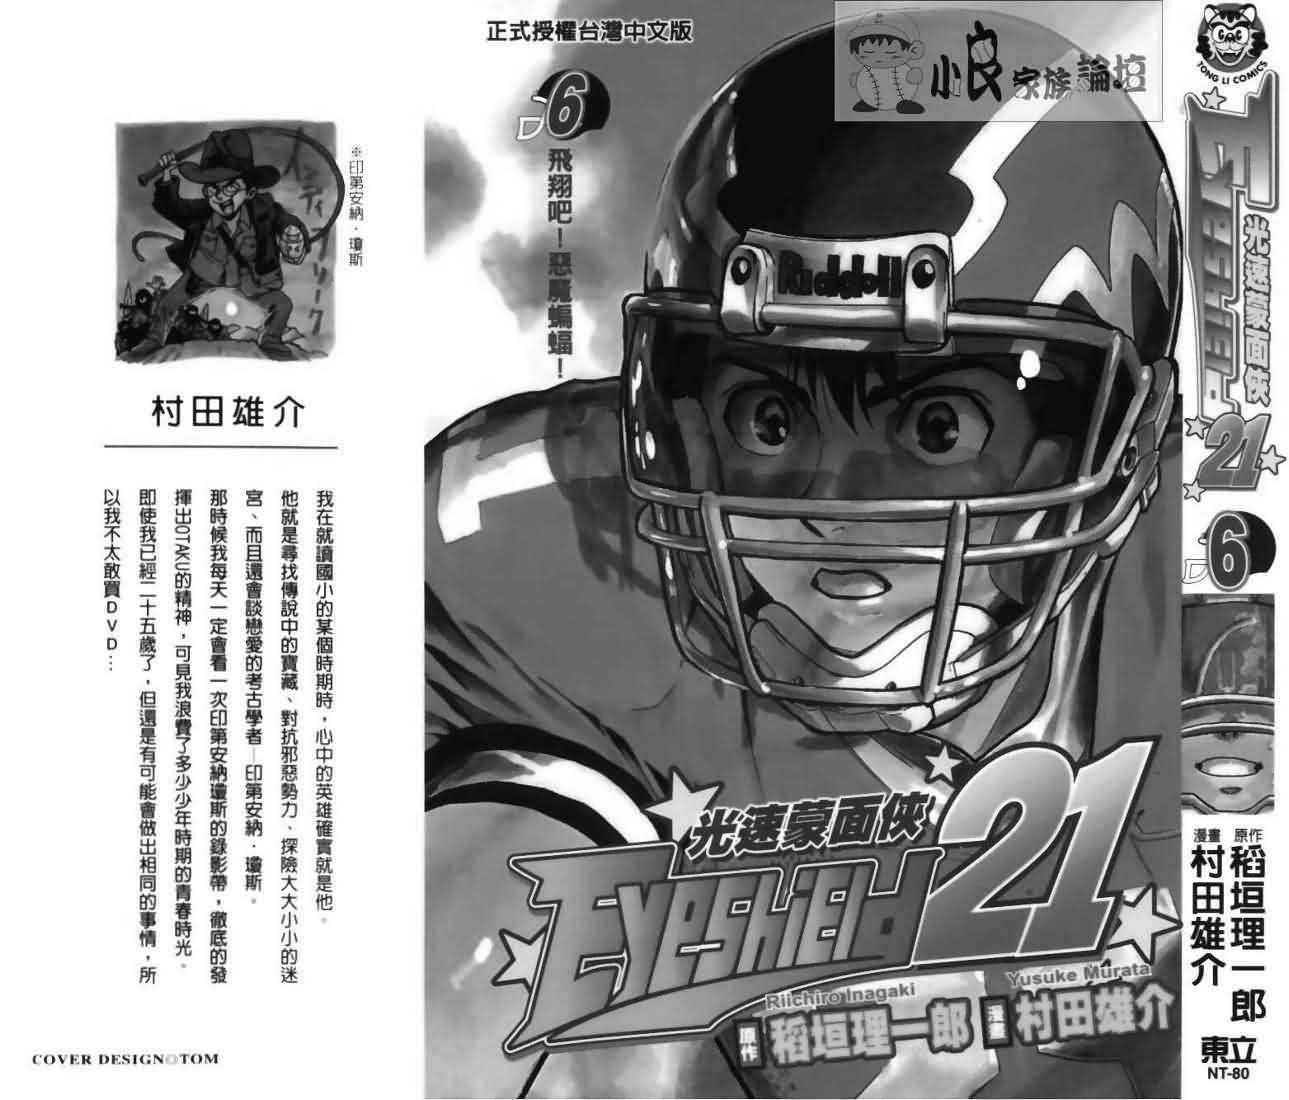 正式授權台灣中文版
6
飛翔吧！惡魔蝙蝠！
小良家族論壇
Riddell
光速蒙面俠
EYESHIELD 21
Riichiro Inagaki
原作 稻垣理一郎
Yusuke Murata
漫畫 村田雄介
※印第安納．瓊斯
インディフリーク
村田雄介
我在就讀國小的某個時期時，心中的英雄確實就是他。
他就是尋找傳說中的寶藏、對抗邪惡勢力、探險大大小小的迷
宮、而且還會談戀愛的考古學者─印第安納．瓊斯。
那時候我每天一定會看一次印第安納瓊斯的錄影帶，徹底的發
揮出OTAKU的精神，可見我浪費了多少少年時期的青春時光。
即使我已經二十五歲了，但還是有可能會做出相同的事情，所
以我不太敢買DVD…
COVER DESIGN◎TOM
TONG LI COMICS
EYESHIELD 21
光速蒙面俠
6
原作 稻垣理一郎
漫畫 村田雄介
東立
NT-80